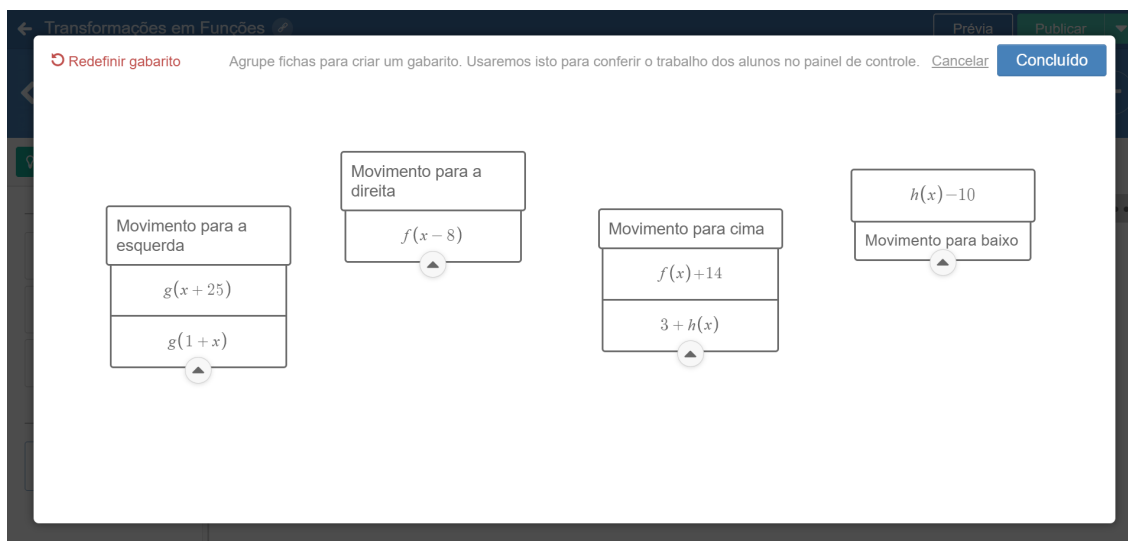 Transformações em Funções
Prévia
Publicar
Redefinir gabarito
Agrupe fichas para criar um gabarito. Usaremos isto para conferir o trabalho dos alunos no painel de controle.
Cancelar
Concluído
Movimento para a
esquerda
g(x + 25)
g(1 + x)
Movimento para a
direita
f(x − 8)
Movimento para cima
f(x)+14
3 + h(x)
h(x)−10
Movimento para baixo